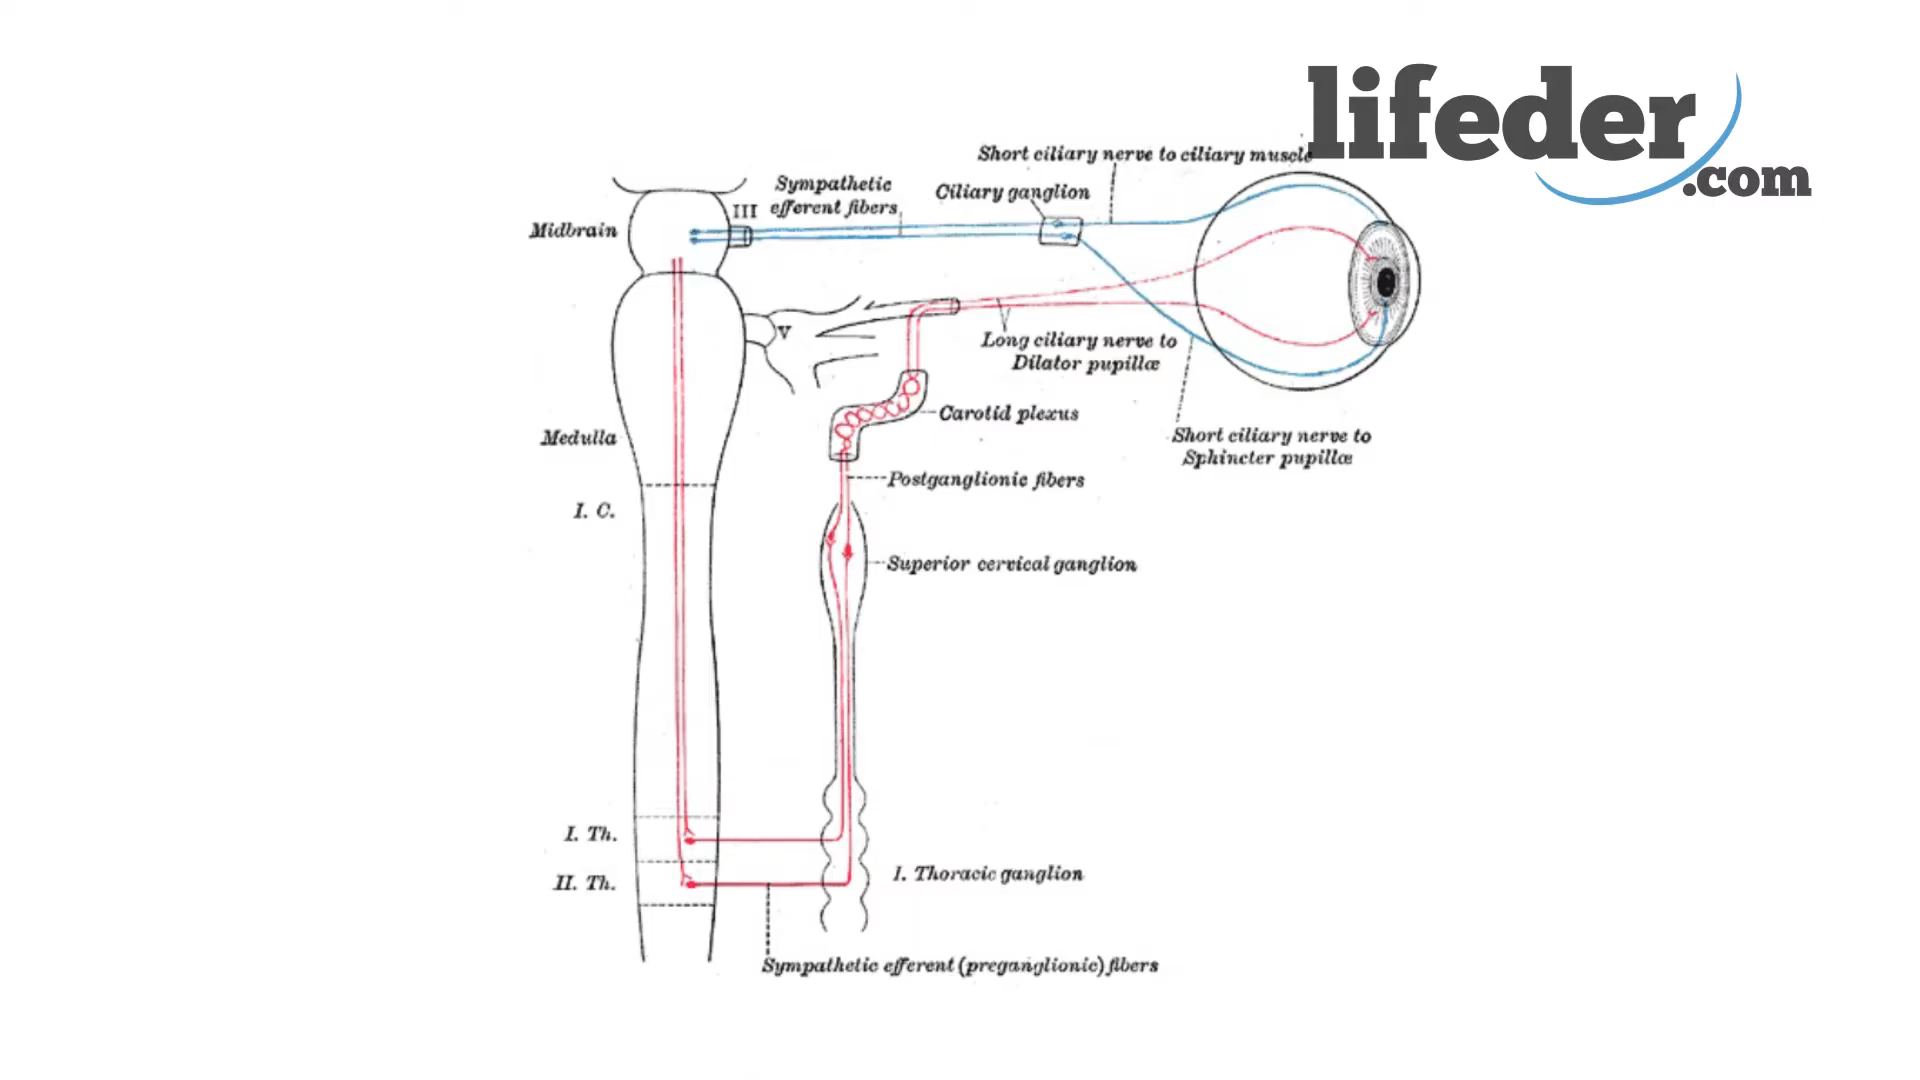 lifeder
.com
Short ciliary nerve to ciliary muscle
Sympathetic
efferent fibers
Ciliary ganglion
III
Midbrain
V
Long ciliary nerve to
Dilator pupillæ
Carotid plexus
Medulla
Short ciliary nerve to
Sphincter pupillæ
Postganglionic fibers
I. C.
Superior cervical ganglion
I. Th.
I. Thoracic ganglion
II. Th.
Sympathetic efferent (preganglionic) fibers